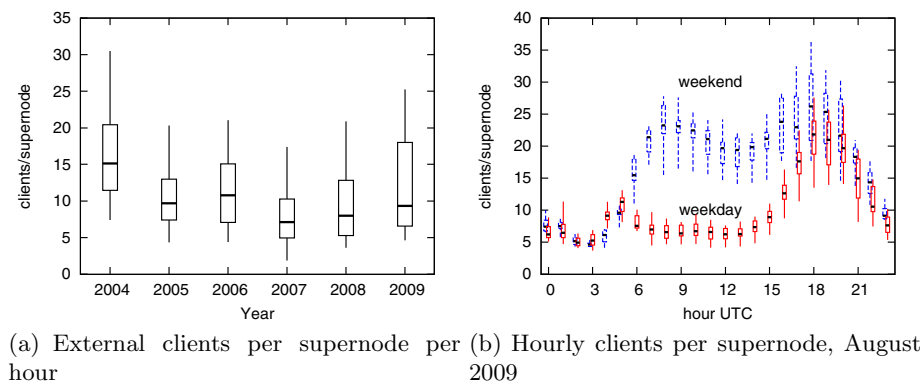 35
30
25
20
15
10
5
0
clients/supernode
2004 2005 2006 2007 2008 2009
Year
40
35
30
25
20
15
10
5
0
clients/supernode
weekend
weekday
0 3 6 9 12 15 18 21
hour UTC
(a) External clients per supernode per hour
(b) Hourly clients per supernode, August 2009